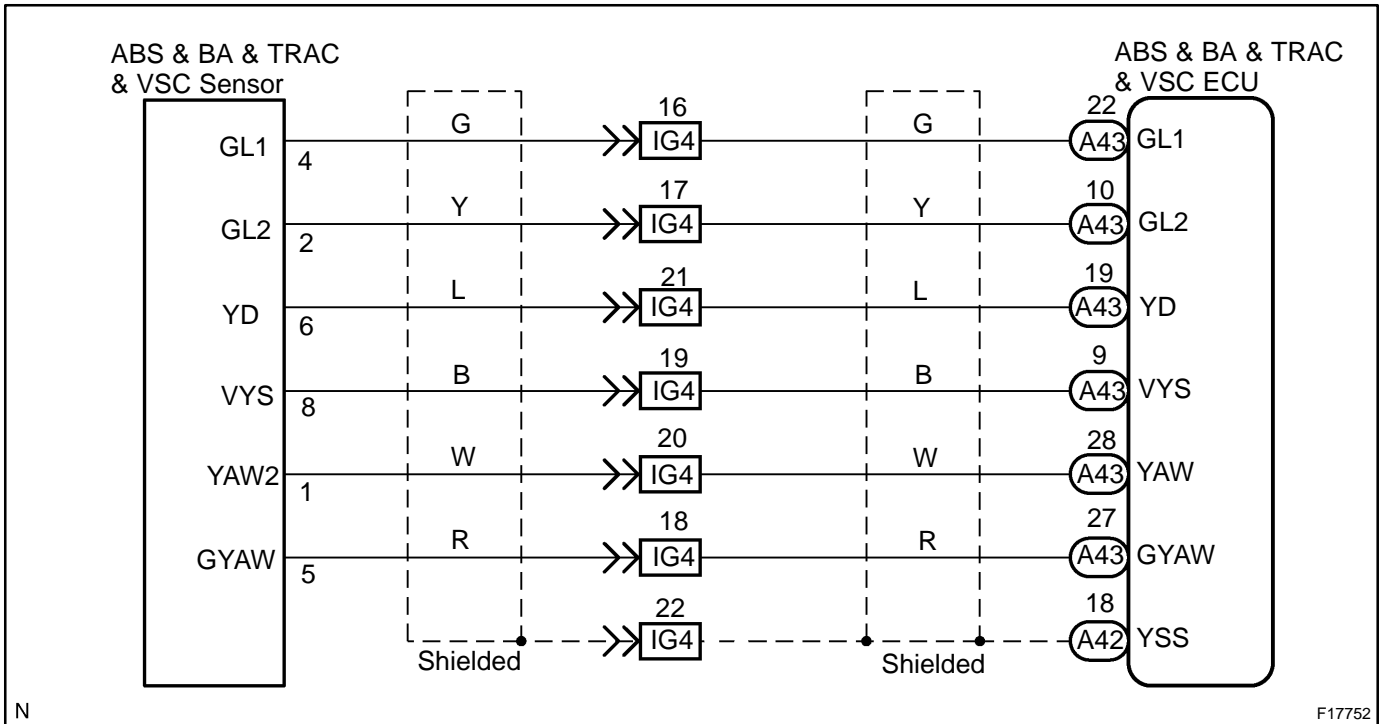 ABS & BA & TRAC
& VSC Sensor
ABS & BA & TRAC
& VSC ECU
GL1 4 G 16 IG4 G 22 A43 GL1
GL2 2 Y 17 IG4 Y 10 A43 GL2
YD 6 L 21 IG4 L 19 A43 YD
VYS 8 B 19 IG4 B 9 A43 VYS
YAW2 1 W 20 IG4 W 28 A43 YAW
GYAW 5 R 18 IG4 R 27 A43 GYAW
22 IG4 18 A42 YSS
Shielded Shielded
N F17752